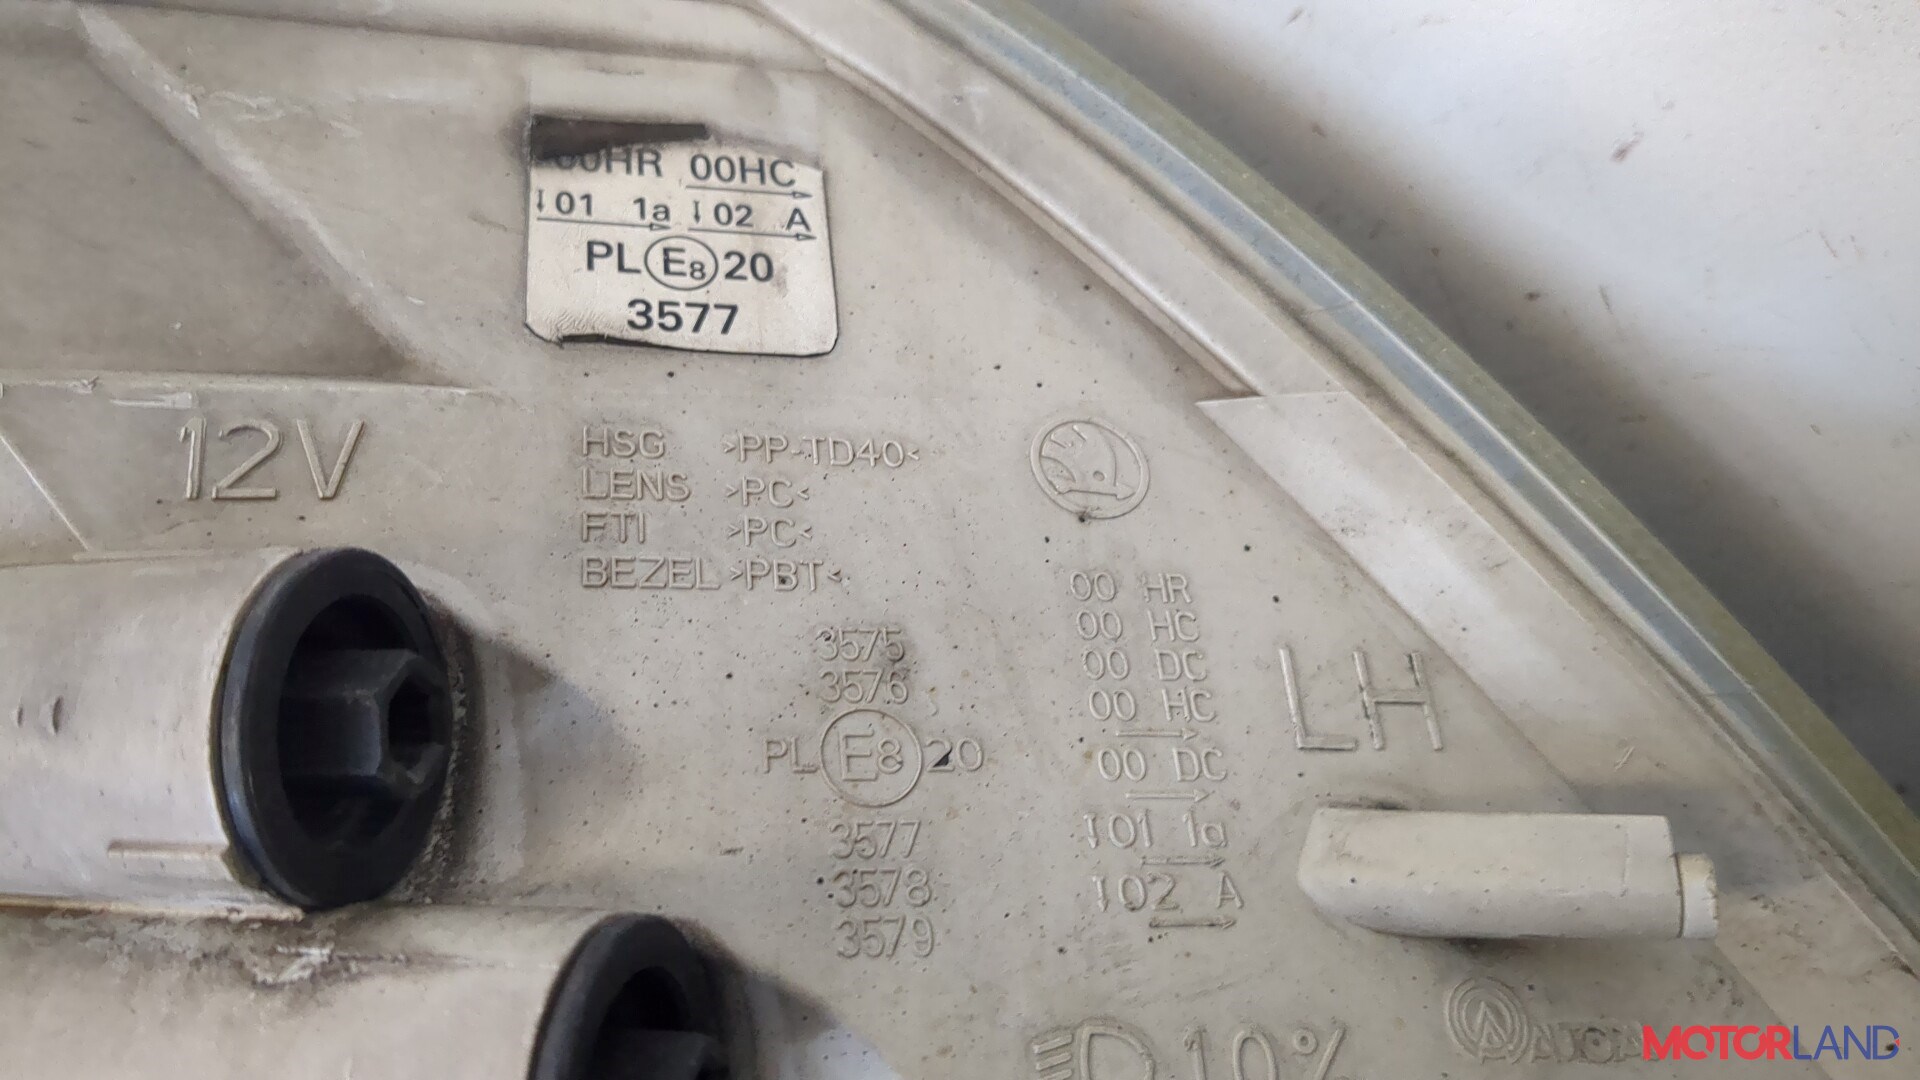 00HR 00HC
↓01 1a ↓02 A
PL E8 20
3577
12V
HSG >PP-TD40<
LENS >PC<
FTI >PC<
BEZEL >PBT<
3575
3576
PL E8 20
3577
3578
3579
00 HR
00 HC
00 DC
00 HC
00 DC
↓01 1a
↓02 A
LH
10%
MOTORLAND